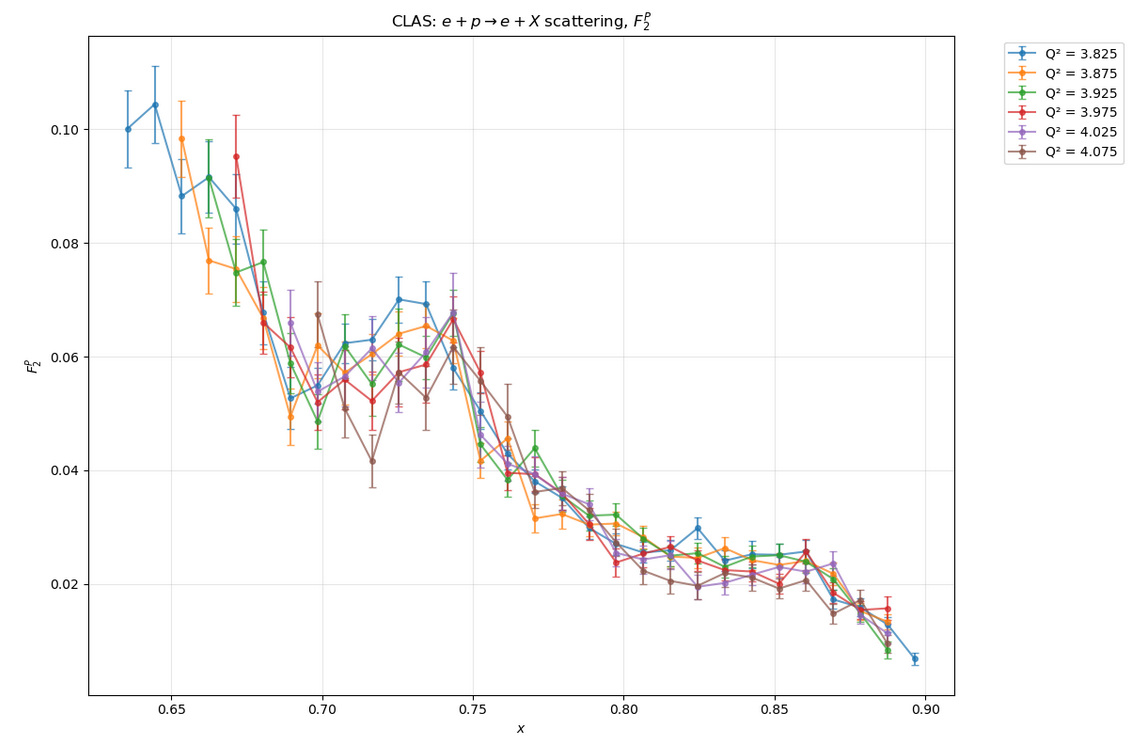 CLAS: e + p → e + X scattering, F₂ᵖ
Q² = 3.825
Q² = 3.875
Q² = 3.925
Q² = 3.975
Q² = 4.025
Q² = 4.075
F₂ᵖ
0.10
0.08
0.06
0.04
0.02
0.65 0.70 0.75 0.80 0.85 0.90
x